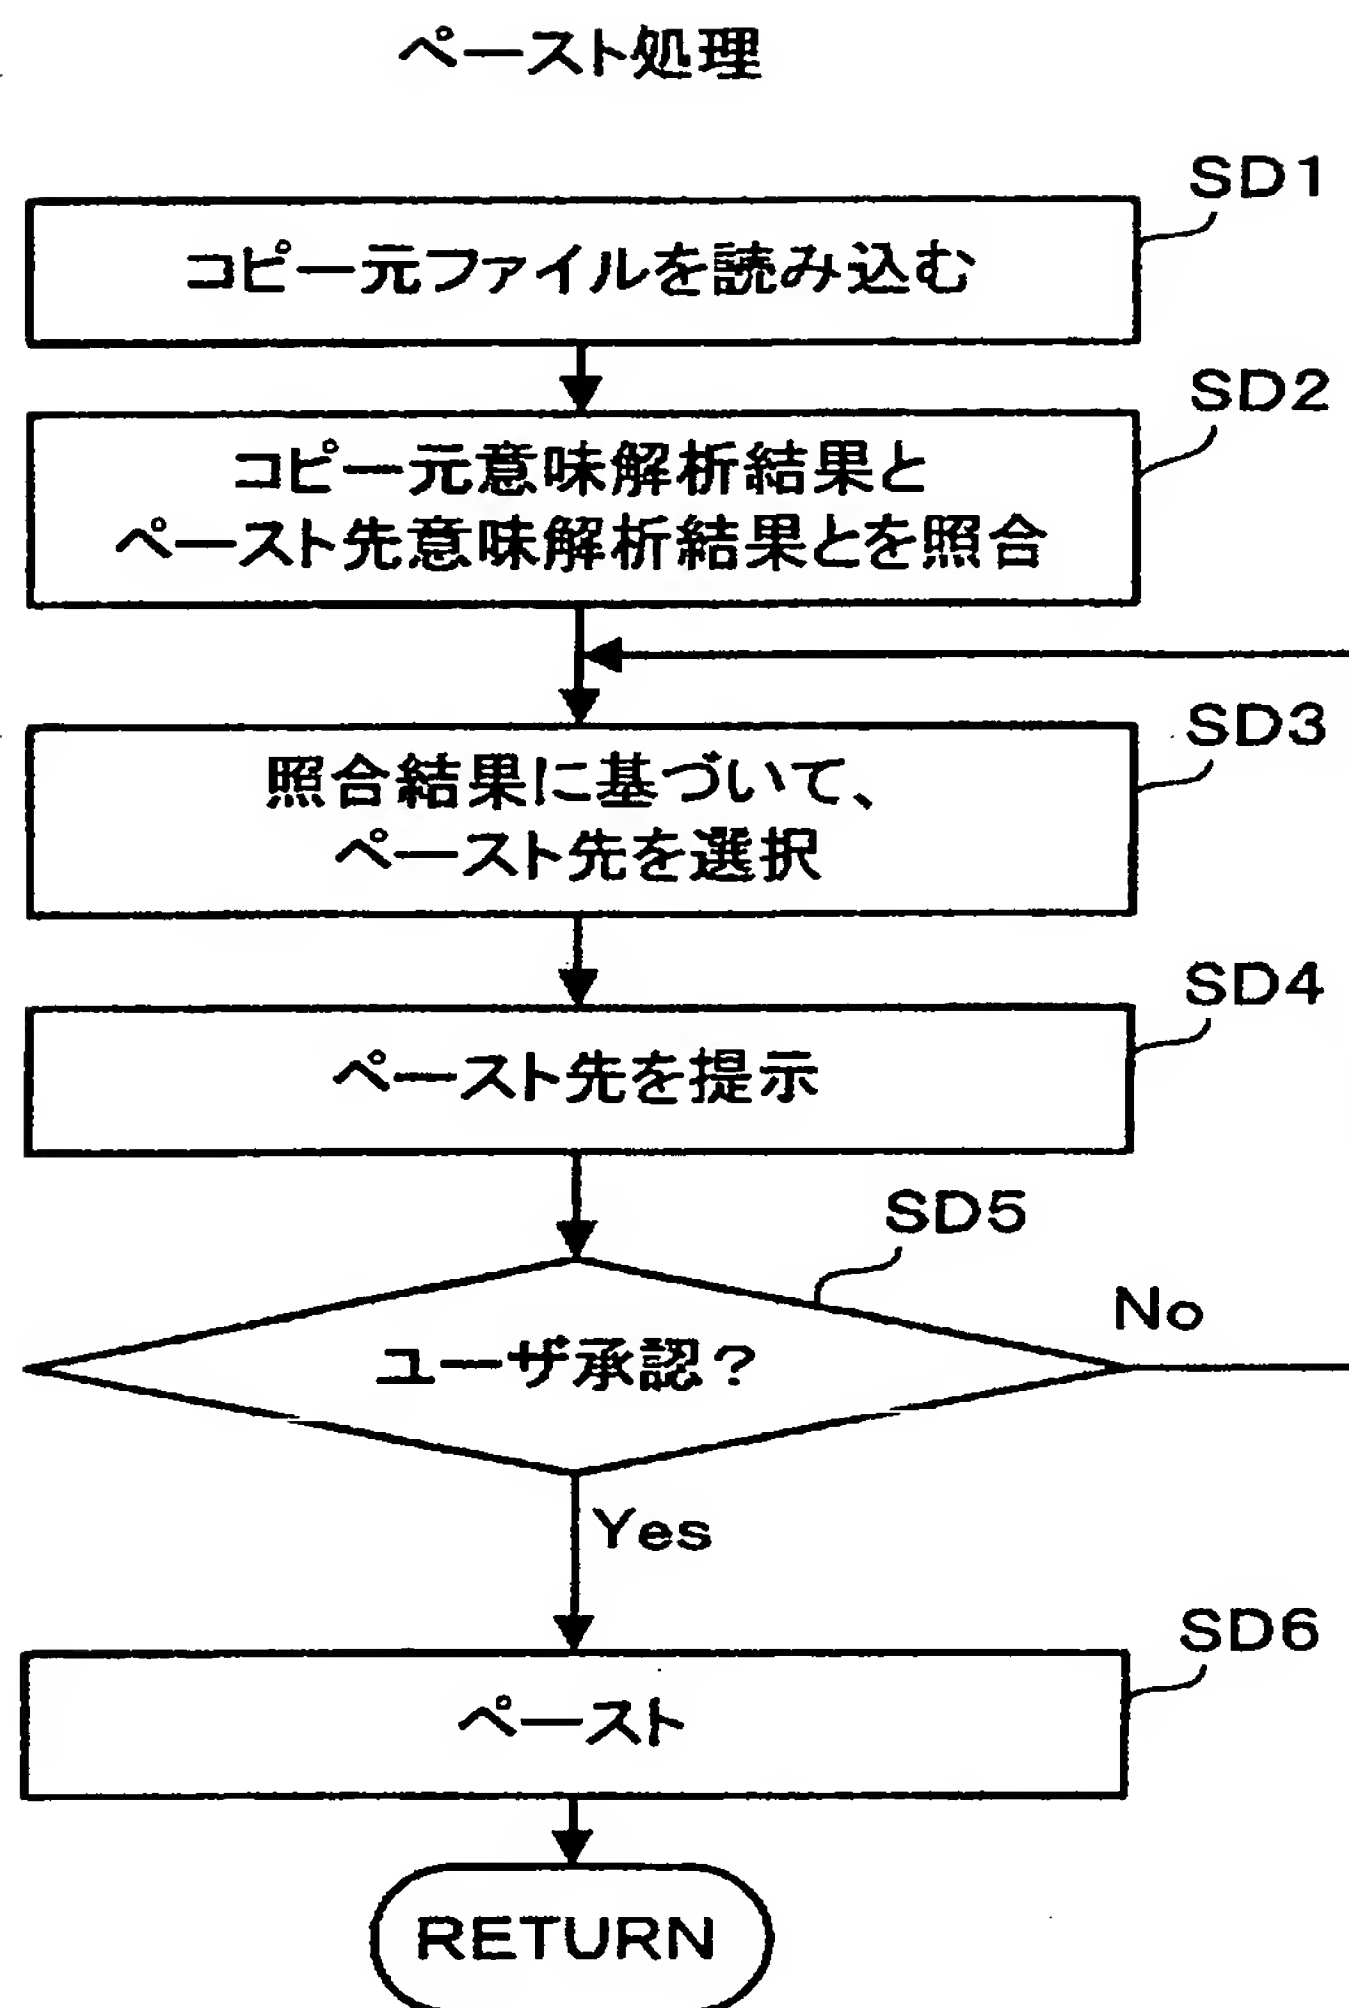 ペースト処理
SD1
コピー元ファイルを読み込む
SD2
コピー元意味解析結果と
ペースト先意味解析結果とを照合
SD3
照合結果に基づいて、
ペースト先を選択
SD4
ペースト先を提示
SD5
ユーザ承認？
No
Yes
SD6
ペースト
RETURN